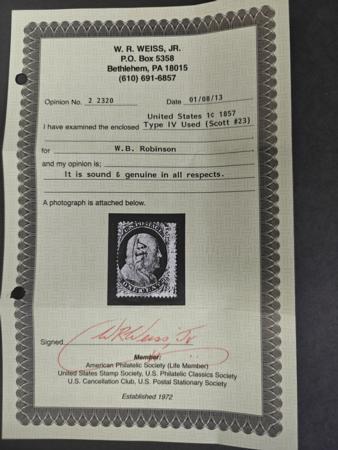 W. R. WEISS, JR.
P.O. Box 5358
Bethlehem, PA 18015
(610) 691-6857
Opinion No. 2 2320 Date 01/08/13
United States 1¢ 1857
I have examined the enclosed Type IV Used (Scott #23)
for W.B. Robinson
and my opinion is;
It is sound & genuine in all respects.
A photograph is attached below.
Signed W R Weiss, Jr
Member:
American Philatelic Society (Life Member)
United States Stamp Society, U.S. Philatelic Classics Society
U.S. Cancellation Club, U.S. Postal Stationary Society
Established 1972